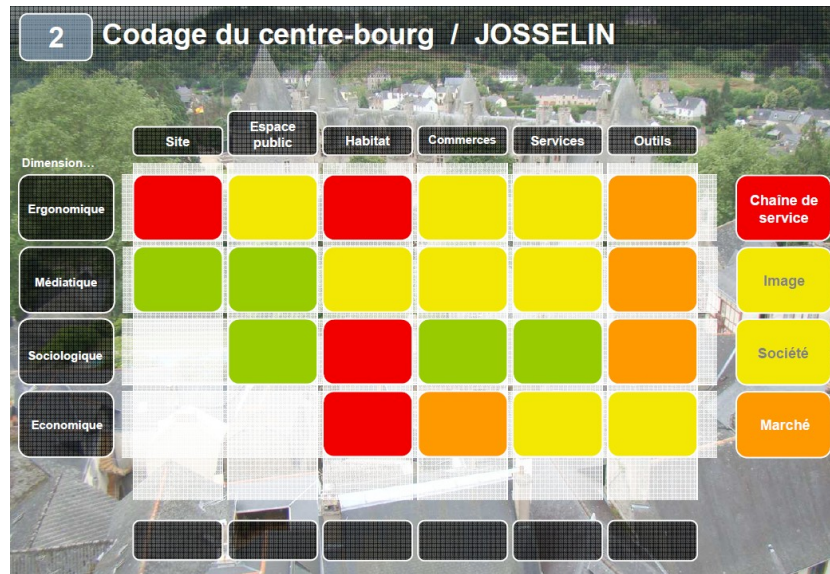 2
Codage du centre-bourg / JOSSELIN
Dimension...
Site
Espace
public
Habitat
Commerces
Services
Outils
Ergonomique
Chaîne de
service
Médiatique
Image
Sociologique
Société
Economique
Marché